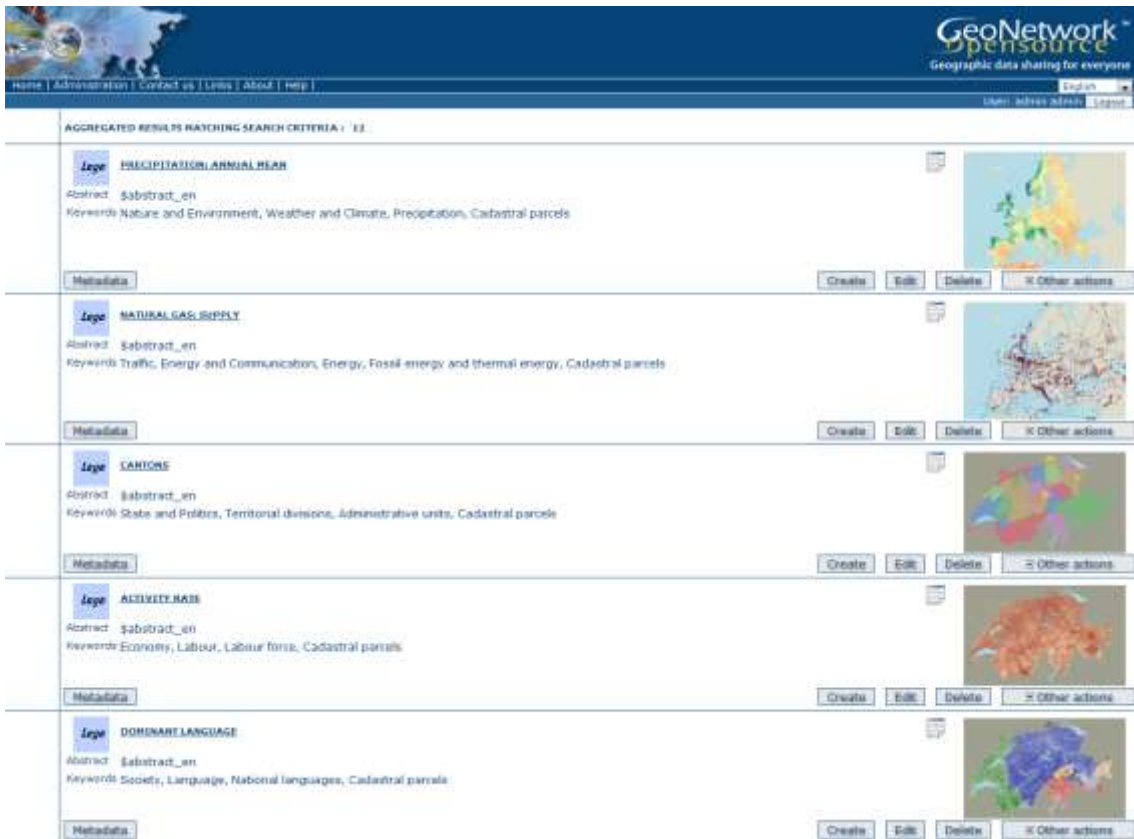 GeoNetwork
Opensource
Geographic data sharing for everyone
Home | Administration | Contact us | Links | About | Help |
English
User: admin admin Logout
AGGREGATED RESULTS MATCHING SEARCH CRITERIA :
Lege PRECIPITATION: ANNUAL MEAN
Abstract $abstract_en
Keywords Nature and Environment, Weather and Climate, Precipitation, Cadastral parcels
Metadata Create Edit Delete Other actions
Lege NATURAL GAS: SUPPLY
Abstract $abstract_en
Keywords Traffic, Energy and Communication, Energy, Fossil energy and thermal energy, Cadastral parcels
Metadata Create Edit Delete Other actions
Lege CANTONS
Abstract $abstract_en
Keywords State and Politics, Territorial divisions, Administrative units, Cadastral parcels
Metadata Create Edit Delete Other actions
Lege ACTIVITY RATE
Abstract $abstract_en
Keywords Economy, Labour, Labour force, Cadastral parcels
Metadata Create Edit Delete Other actions
Lege DOMINANT LANGUAGE
Abstract $abstract_en
Keywords Society, Language, National languages, Cadastral parcels
Metadata Create Edit Delete Other actions